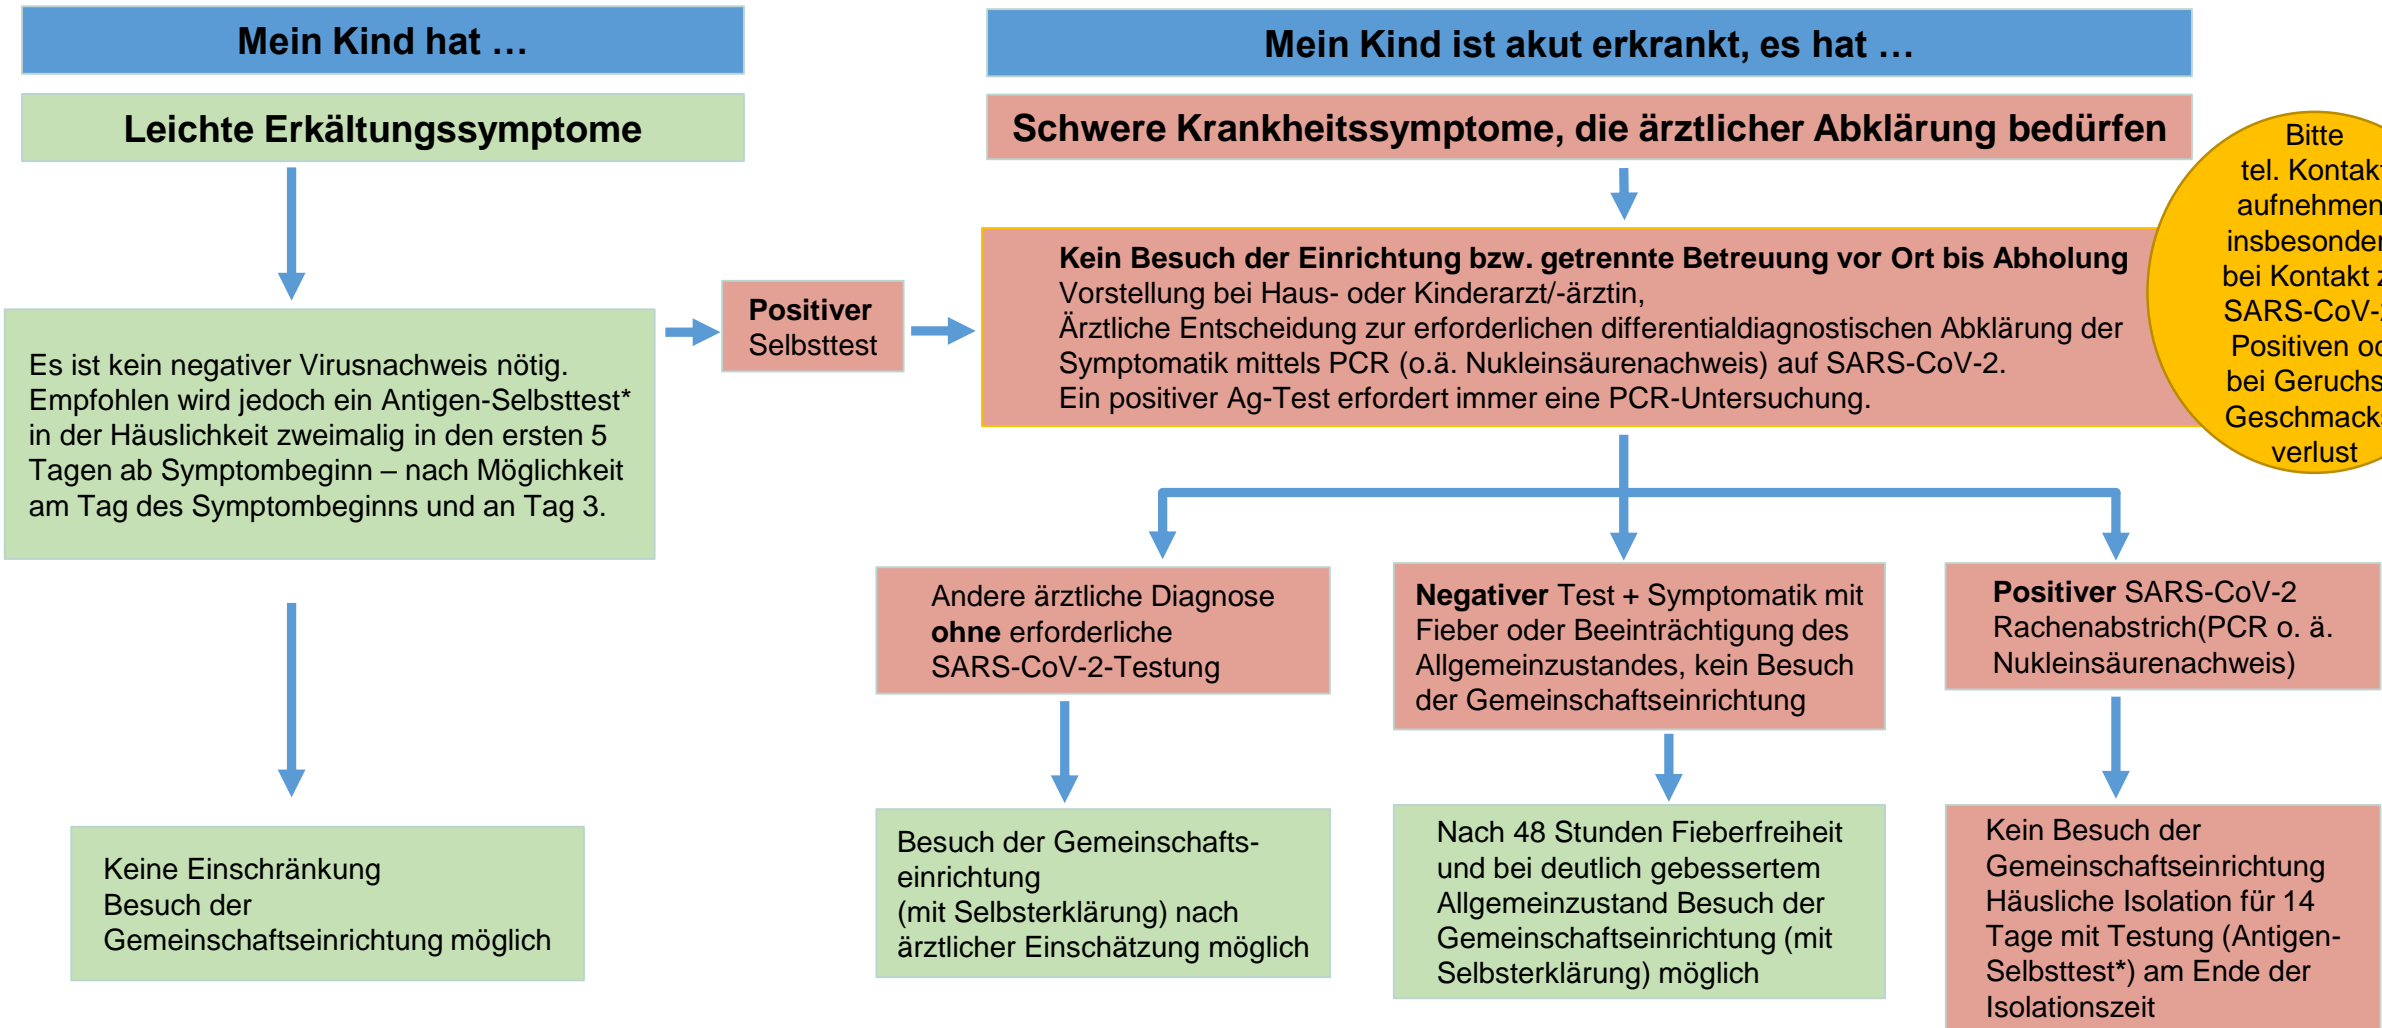 Mein Kind hat …
Leichte Erkältungssymptome
Es ist kein negativer Virusnachweis nötig.
Empfohlen wird jedoch ein Antigen-Selbsttest*
in der Häuslichkeit zweimalig in den ersten 5
Tagen ab Symptombeginn – nach Möglichkeit
am Tag des Symptombeginns und an Tag 3.
Keine Einschränkung
Besuch der
Gemeinschaftseinrichtung möglich
Positiver
Selbsttest
Mein Kind ist akut erkrankt, es hat …
Schwere Krankheitssymptome, die ärztlicher Abklärung bedürfen
Kein Besuch der Einrichtung bzw. getrennte Betreuung vor Ort bis Abholung
Vorstellung bei Haus- oder Kinderarzt/-ärztin,
Ärztliche Entscheidung zur erforderlichen differentialdiagnostischen Abklärung der
Symptomatik mittels PCR (o.ä. Nukleinsäurenachweis) auf SARS-CoV-2.
Ein positiver Ag-Test erfordert immer eine PCR-Untersuchung.
Bitte
tel. Kontakt
aufnehmen
insbesonder
bei Kontakt
SARS-CoV-
Positiven
bei Geruchs
Geschmacks
verlust
Andere ärztliche Diagnose
ohne erforderliche
SARS-CoV-2-Testung
Besuch der Gemeinschafts-
einrichtung
(mit Selbsterklärung) nach
ärztlicher Einschätzung möglich
Negativer Test + Symptomatik mit
Fieber oder Beeinträchtigung des
Allgemeinzustandes, kein Besuch
der Gemeinschaftseinrichtung
Nach 48 Stunden Fieberfreiheit
und bei deutlich gebessertem
Allgemeinzustand Besuch der
Gemeinschaftseinrichtung (mit
Selbsterklärung) möglich
Positiver SARS-CoV-2
Rachenabstrich(PCR o. ä.
Nukleinsäurenachweis)
Kein Besuch der
Gemeinschaftseinrichtung
Häusliche Isolation für 14
Tage mit Testung (Antigen-
Selbsttest*) am Ende der
Isolationszeit